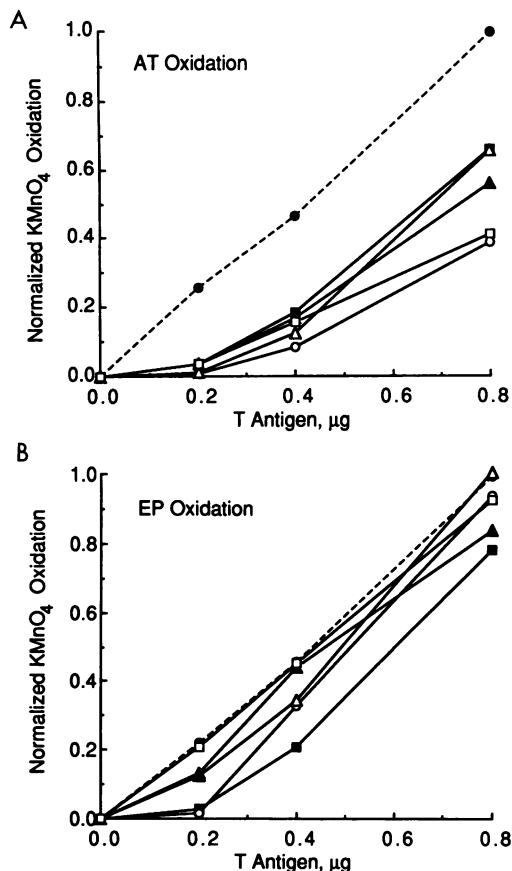 A
AT Oxidation
Normalized KMnO₄ Oxidation
1.0
0.8
0.6
0.4
0.2
0.0
0.0 0.2 0.4 0.6 0.8
T Antigen, μg
B
EP Oxidation
Normalized KMnO₄ Oxidation
1.0
0.8
0.6
0.4
0.2
0.0
0.0 0.2 0.4 0.6 0.8
T Antigen, μg